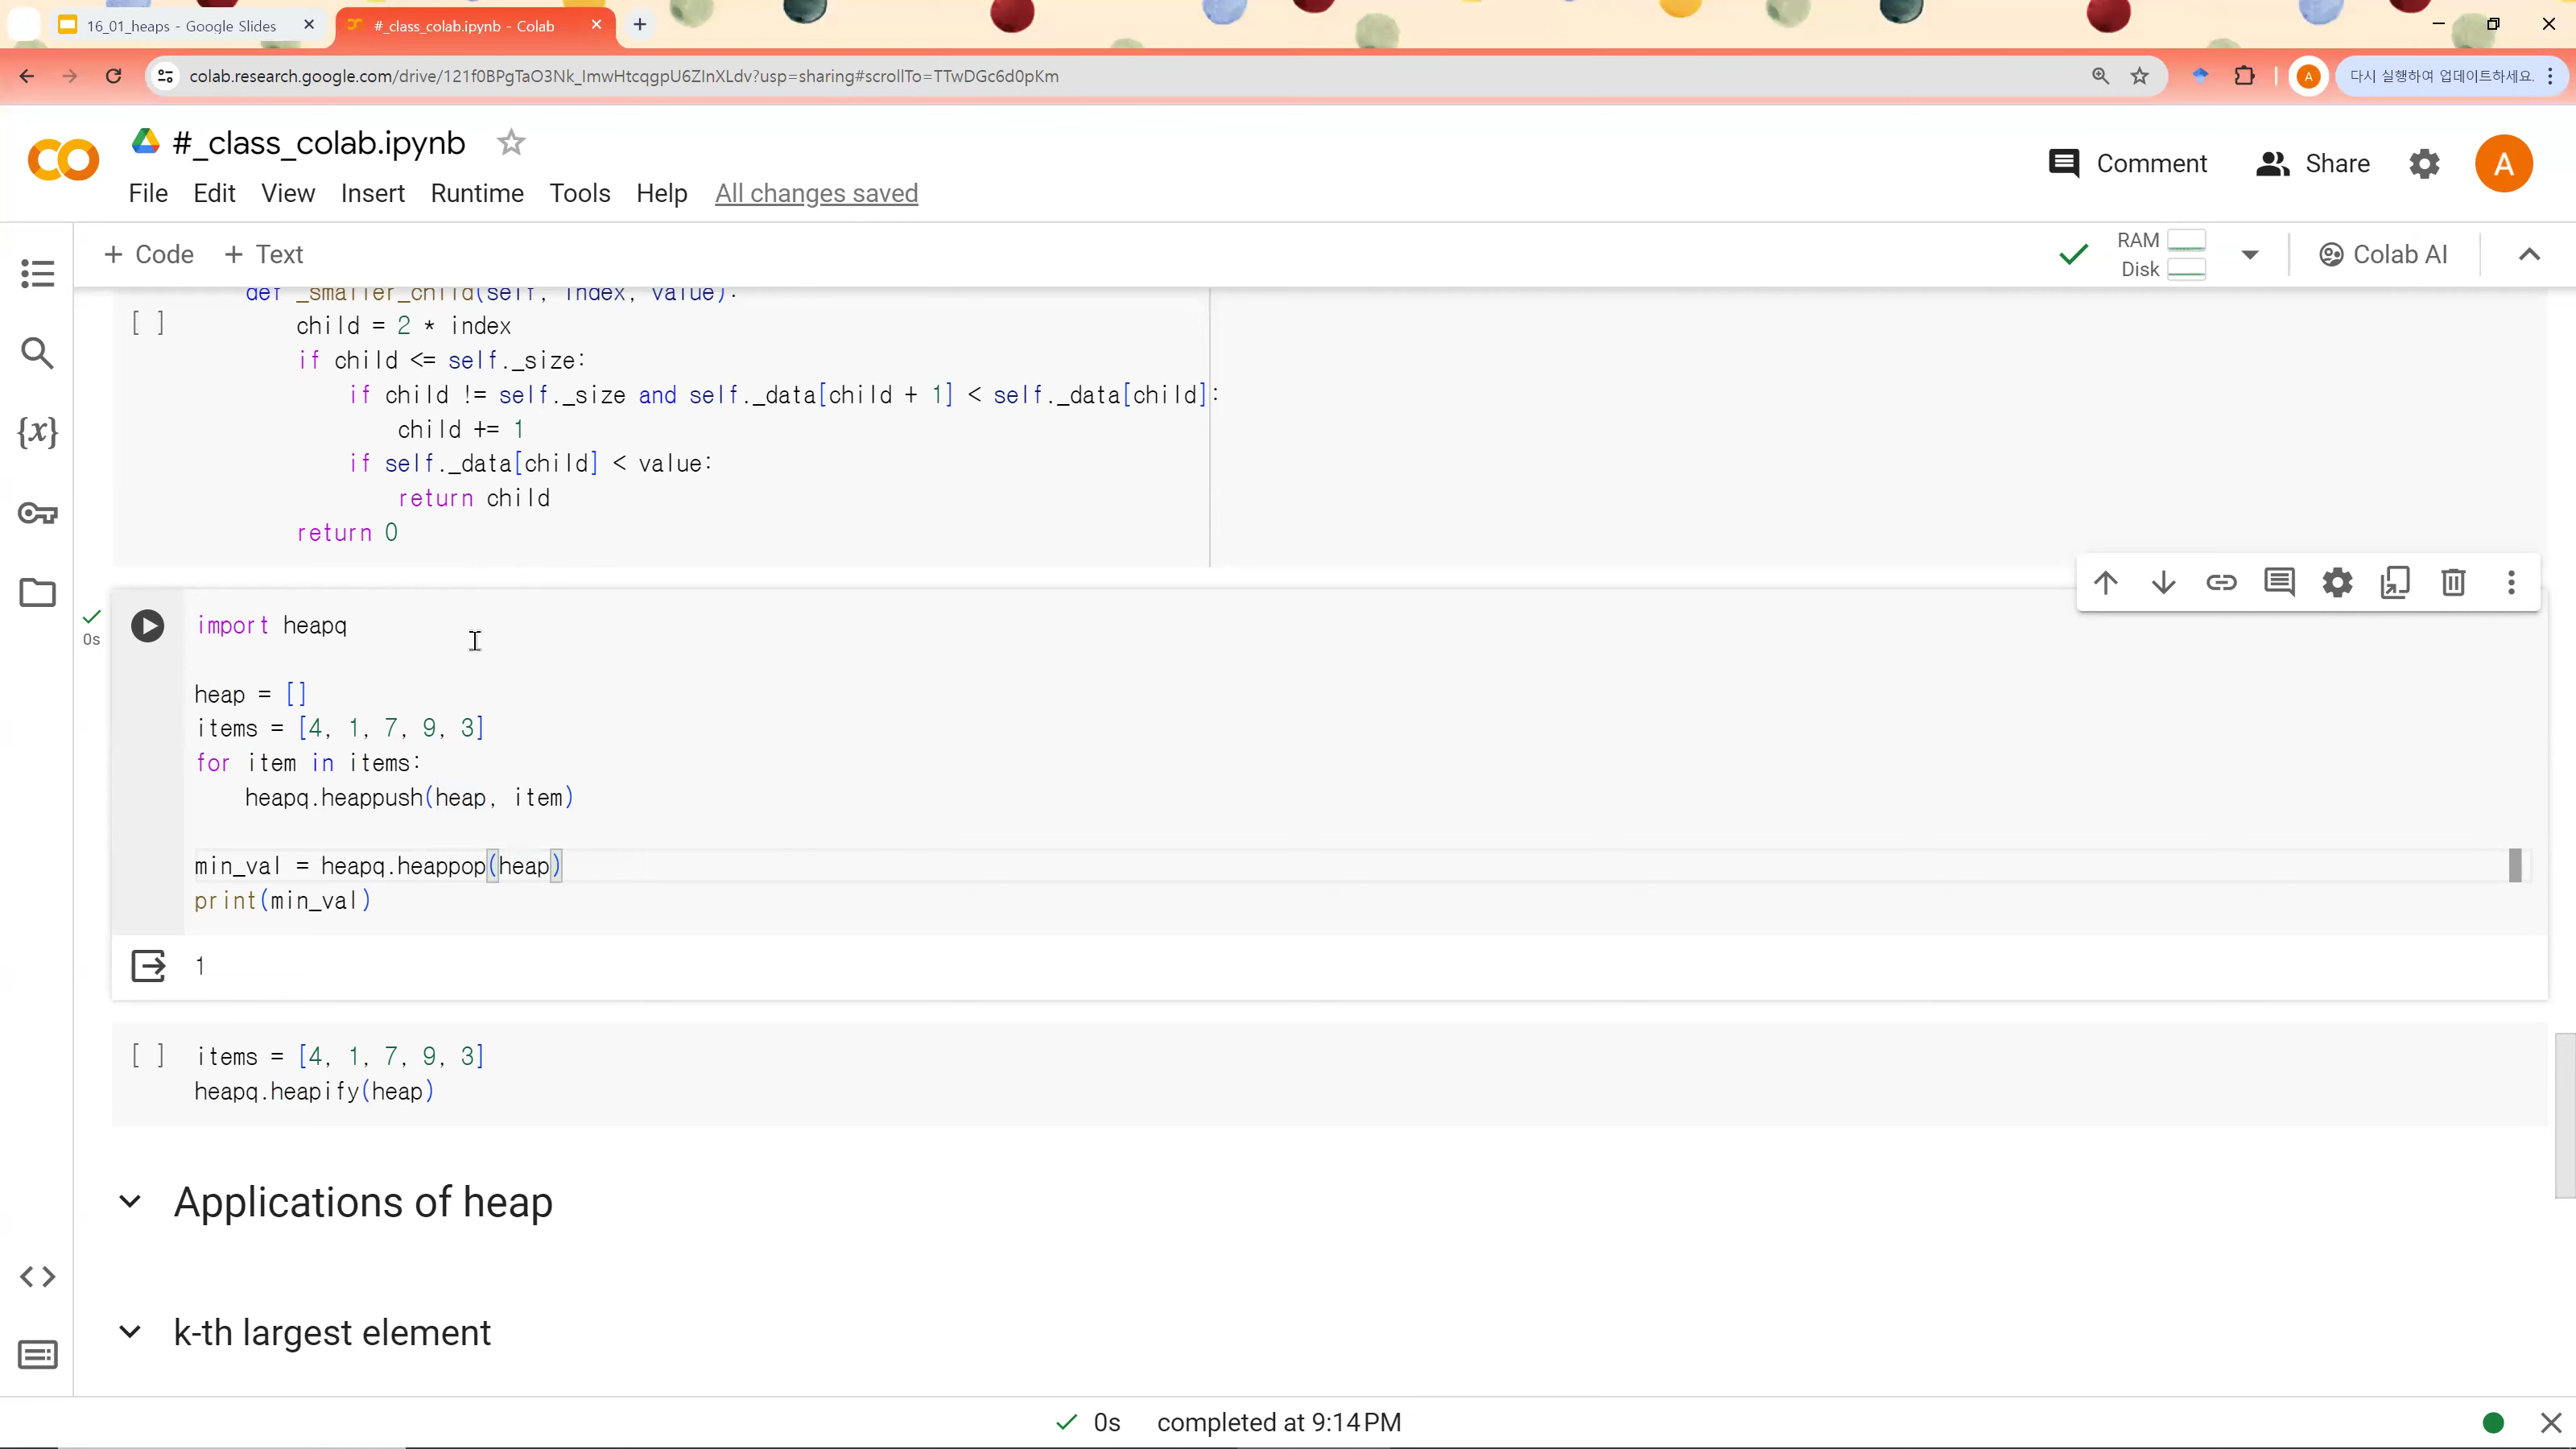 16_01_heaps - Google Slides
#_class_colab.ipynb - Colab
colab.research.google.com/drive/121f0BPgTaO3Nk_ImwHtcqgpU6ZInXLdv?usp=sharing#scrollTo=TTwDGc6d0pKm
A
다시 실행하여 업데이트하세요.
CO
#_class_colab.ipynb
Comment
Share
A
File Edit View Insert Runtime Tools Help All changes saved
+ Code + Text
RAM
Disk
Colab AI
def _smaller_child(self, index, value):
[ ]
child = 2 * index
if child <= self._size:
if child != self._size and self._data[child + 1] < self._data[child]:
child += 1
if self._data[child] < value:
return child
return 0
{x}
0s
import heapq
heap = []
items = [4, 1, 7, 9, 3]
for item in items:
heapq.heappush(heap, item)
min_val = heapq.heappop(heap)
print(min_val)
1
[ ] items = [4, 1, 7, 9, 3]
heapq.heapify(heap)
Applications of heap
k-th largest element
0s completed at 9:14 PM